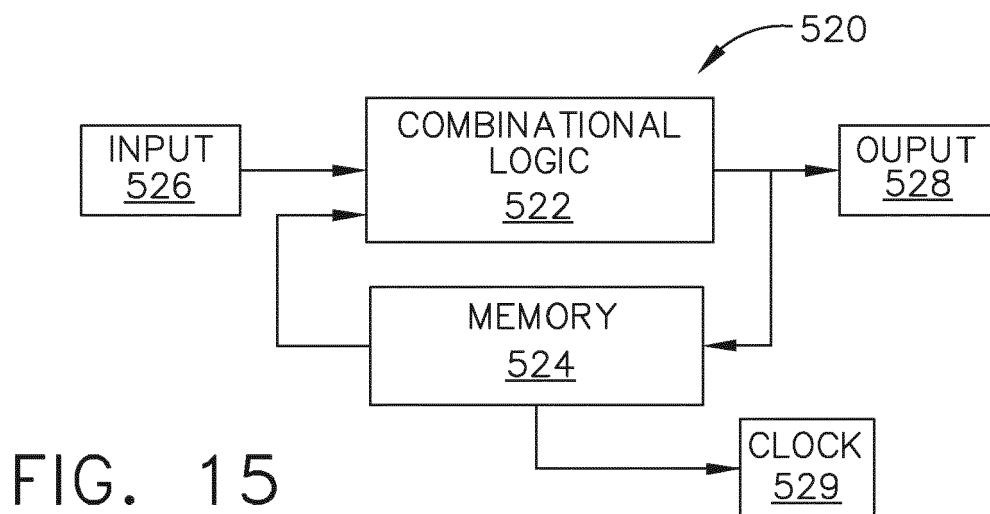 520
COMBINATIONAL
LOGIC
522
INPUT
526
OUPUT
528
MEMORY
524
CLOCK
529
FIG. 15